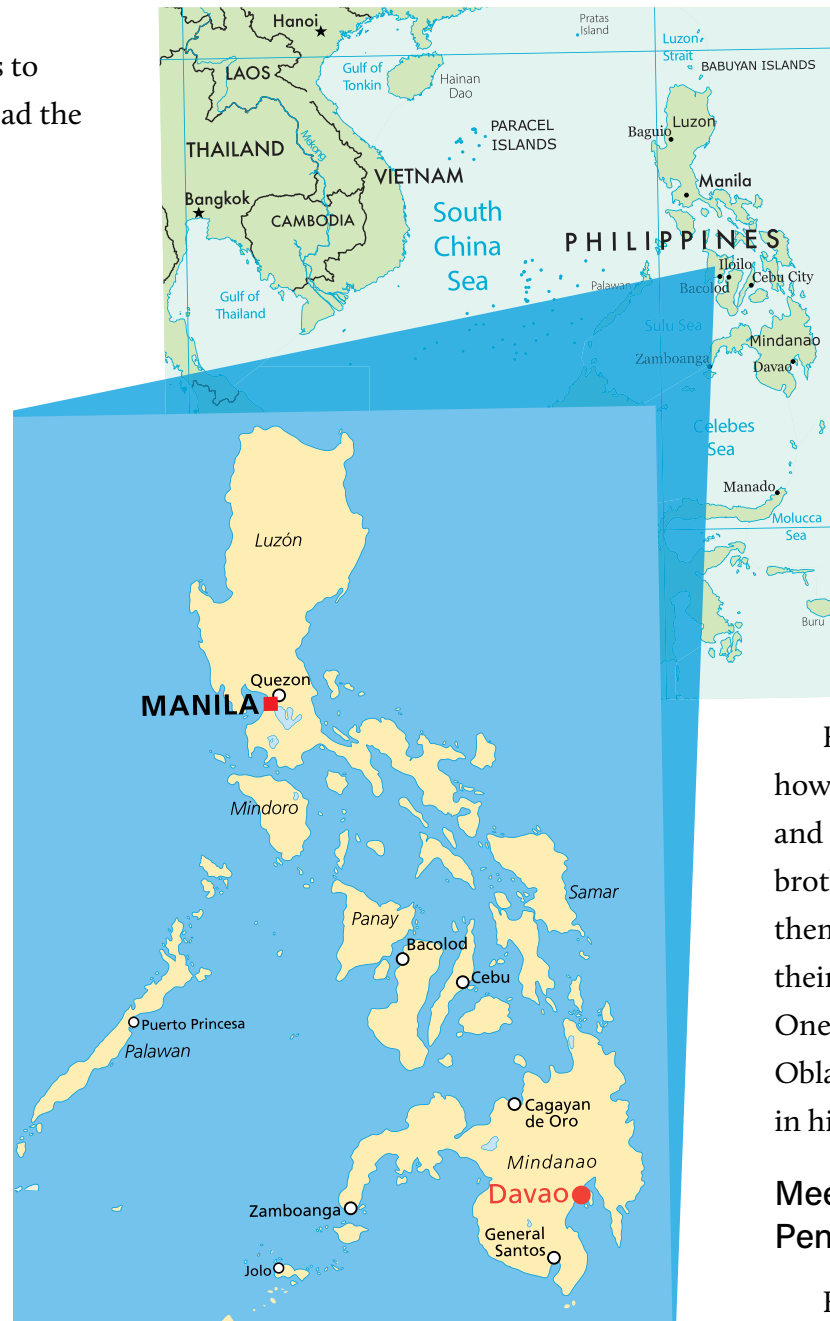 s to
ad the
Hanoi
LAOS
Gulf of
Tonkin
Hainan
Dao
Pratas
Island
Luzon
Strait
BABUYAN ISLANDS
THAILAND
Mekong
PARACEL
ISLANDS
Baguio
Luzon
VIETNAM
Bangkok
CAMBODIA
South
China
Sea
Manila
PHILIPPINES
Iloilo
Cebu City
Bacolod
Palawan
Gulf of
Thailand
Sulu Sea
Mindanao
Zamboanga
Davao
Celebes
Sea
Manado
Molucca
Sea
Buru
Luzón
Quezon
MANILA
Mindoro
Samar
Panay
Bacolod
Cebu
Puerto Princesa
Palawan
Cagayan
de Oro
Mindanao
Davao
Zamboanga
General
Santos
Jolo
how
and
brot
then
their
One
Obla
in hi
Mee
Pen